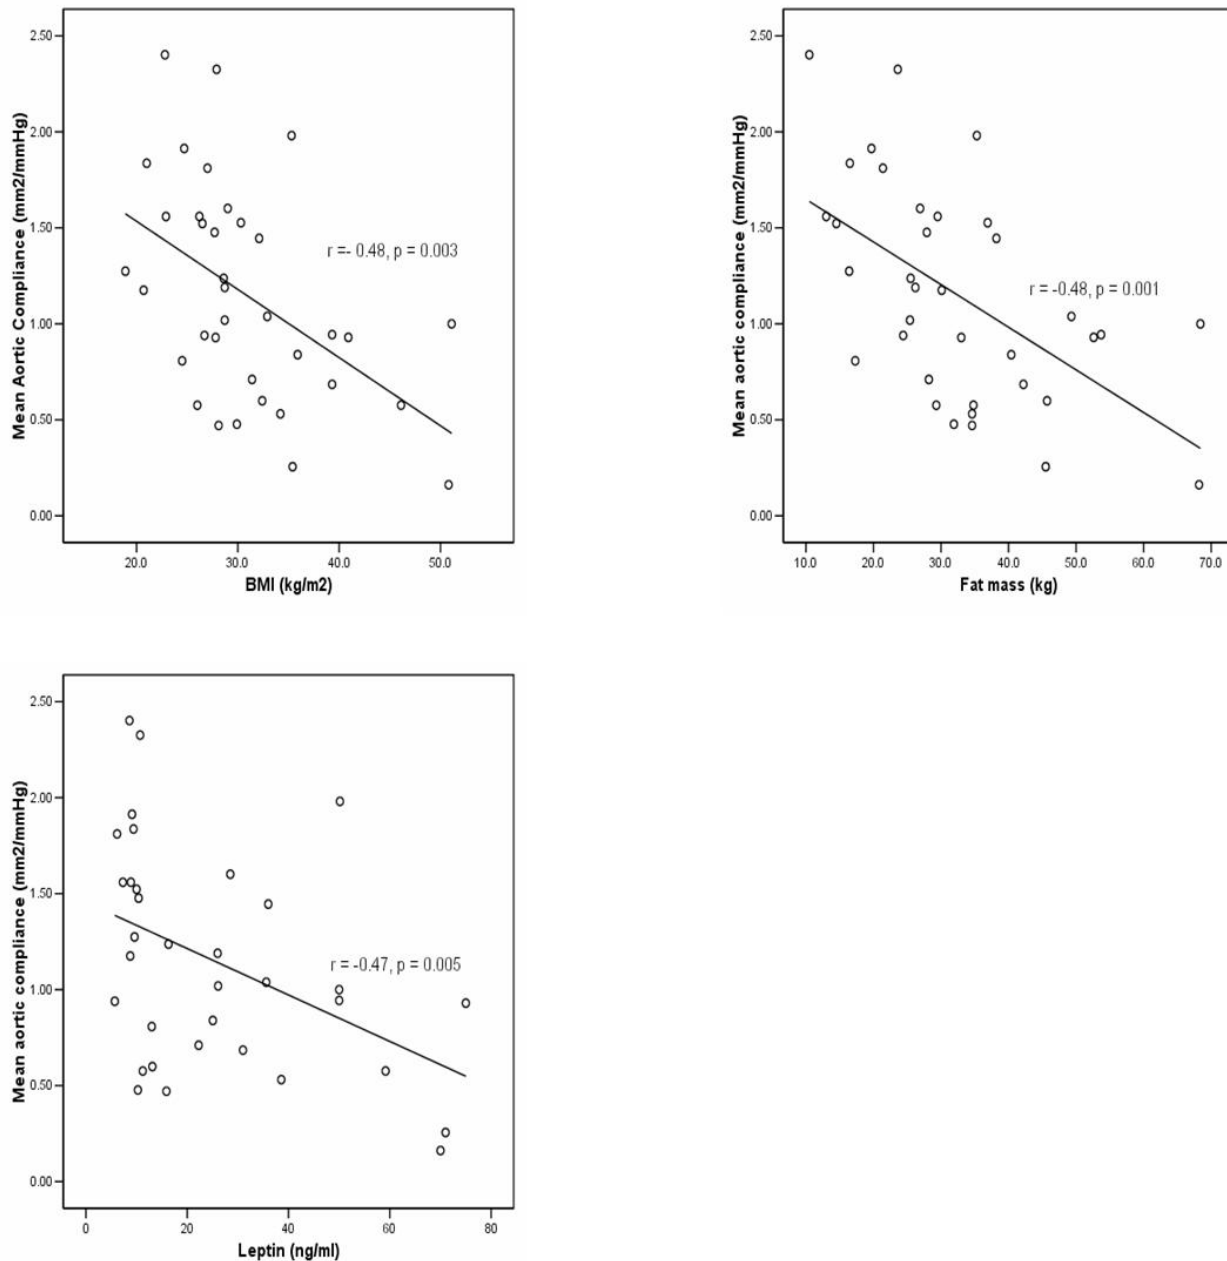 Mean Aortic Compliance (mm2/mmHg)
2.50
2.00
1.50
1.00
0.50
0.00
r =- 0.48, p = 0.003
20.0 30.0 40.0 50.0
BMI (kg/m2)
Mean aortic compliance (mm2/mmHg)
2.50
2.00
1.50
1.00
0.50
0.00
r = -0.48, p = 0.001
10.0 20.0 30.0 40.0 50.0 60.0 70.0
Fat mass (kg)
Mean aortic compliance (mm2/mmHg)
2.50
2.00
1.50
1.00
0.50
0.00
r = -0.47, p = 0.005
0 20 40 60 80
Leptin (ng/ml)